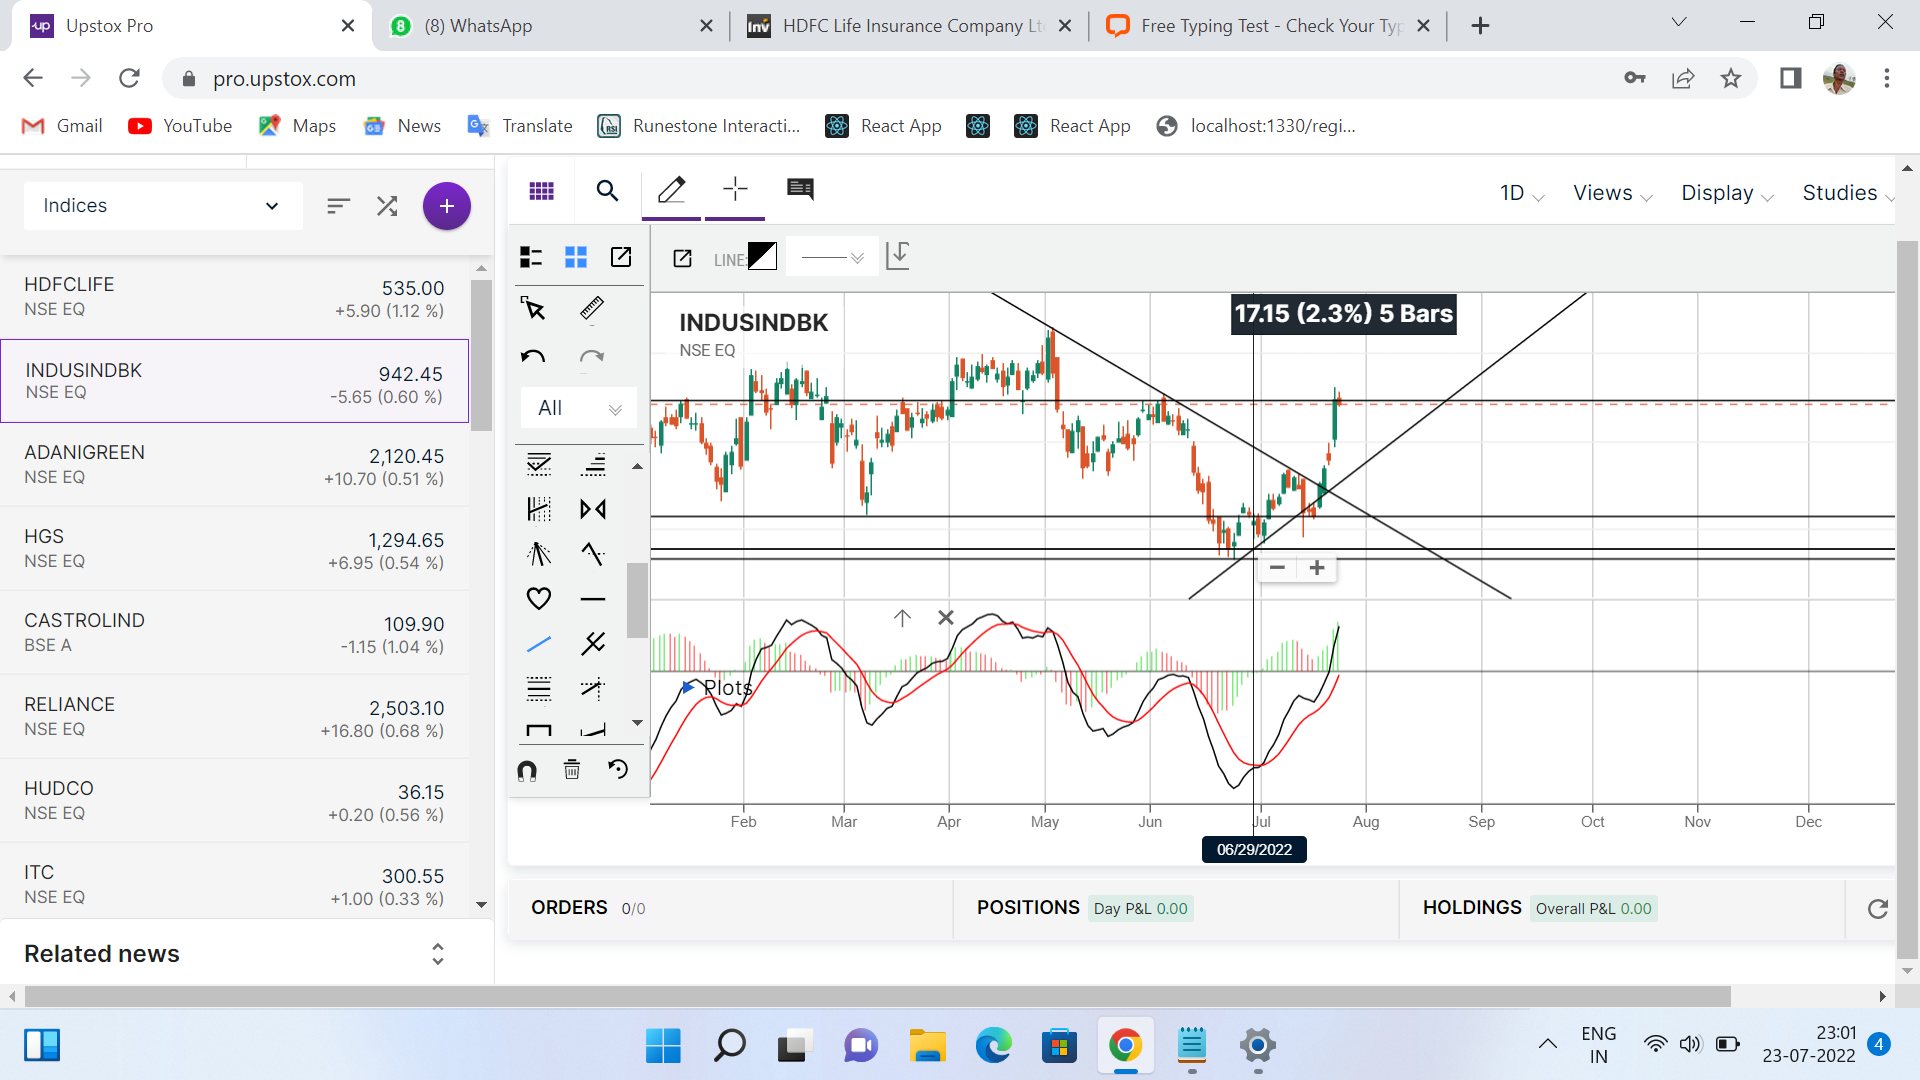 Upstox Pro
(8) WhatsApp
HDFC Life Insurance Company Lt
Free Typing Test - Check Your Typ
pro.upstox.com
Gmail
YouTube
Maps
News
Translate
Runestone Interacti...
React App
React App
localhost:1330/regi...
Indices
1D
Views
Display
Studies
LINE:
HDFCLIFE
535.00
NSE EQ
+5.90 (1.12 %)
INDUSINDBK
942.45
NSE EQ
-5.65 (0.60 %)
ADANIGREEN
2,120.45
NSE EQ
+10.70 (0.51 %)
HGS
1,294.65
NSE EQ
+6.95 (0.54 %)
CASTROLIND
109.90
BSE A
-1.15 (1.04 %)
RELIANCE
2,503.10
NSE EQ
+16.80 (0.68 %)
HUDCO
36.15
NSE EQ
+0.20 (0.56 %)
ITC
300.55
NSE EQ
+1.00 (0.33 %)
Related news
All
INDUSINDBK
NSE EQ
17.15 (2.3%) 5 Bars
Plots
Feb Mar Apr May Jun Jul Aug Sep Oct Nov Dec
06/29/2022
ORDERS 0/0
POSITIONS Day P&L 0.00
HOLDINGS Overall P&L 0.00
ENG
IN
23:01
23-07-2022
4